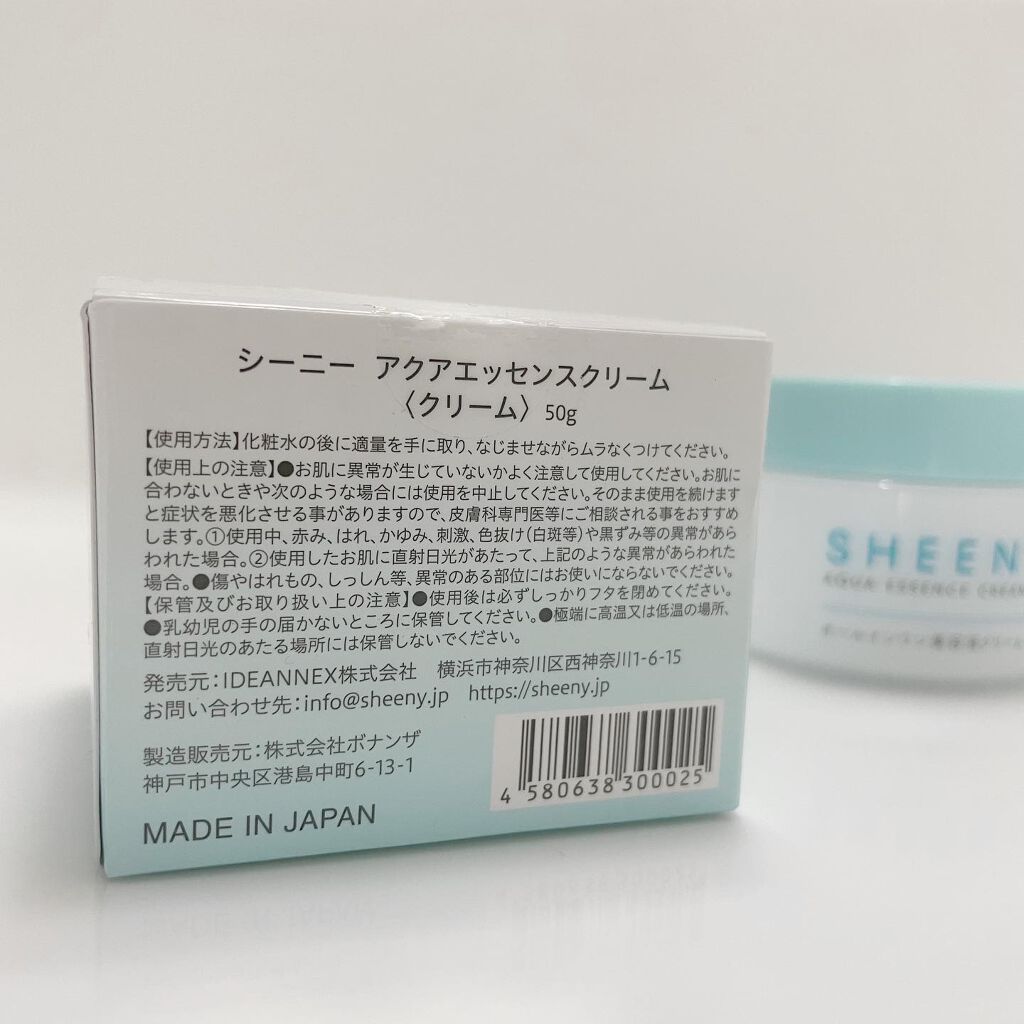 シーニー アクアエッセンスクリーム
〈クリーム〉 50g
【使用方法】化粧水の後に適量を手に取り、なじませながらムラなくつけてください。
【使用上の注意】●お肌に異常が生じていないかよく注意して使用してください。お肌に
合わないときや次のような場合には使用を中止してください。そのまま使用を続けます
と症状を悪化させる事がありますので、皮膚科専門医等にご相談される事をおすすめ
します。①使用中、赤み、はれ、かゆみ、刺激、色抜け(白斑等)や黒ずみ等の異常があら
われた場合。②使用したお肌に直射日光があたって、上記のような異常があらわれた
場合。●傷やはれもの、しっしん等、異常のある部位にはお使いにならないでください。
【保管及びお取り扱い上の注意】●使用後は必ずしっかりフタを閉めてください。
●乳幼児の手の届かないところに保管してください。●極端に高温又は低温の場所、
直射日光のあたる場所には保管しないでください。
発売元：IDEANNEX株式会社 横浜市神奈川区西神奈川1-6-15
お問い合わせ先：info@sheeny.jp https://sheeny.jp
製造販売元：株式会社ボナンザ
神戸市中央区港島中町6-13-1
4 580638 300025
MADE IN JAPAN
SHEEN
AQUA ESSENCE CREAM